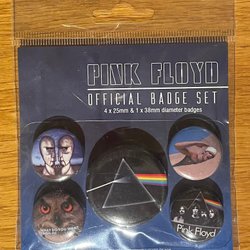 PINK FLOYD
OFFICIAL BADGE SET
4 x 25mm & 1 x 38mm diameter badges
Pink Floyd